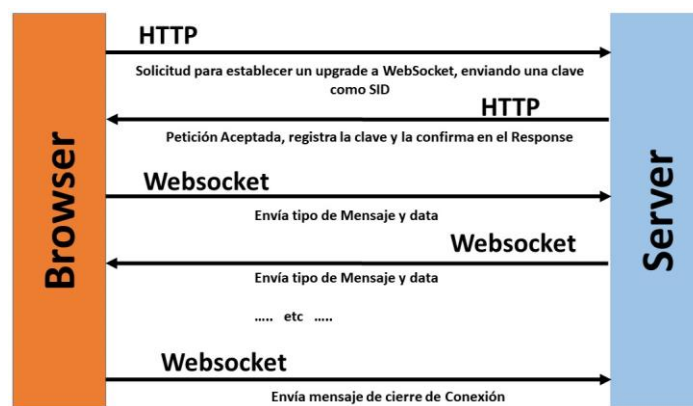 Browser
Server
HTTP
Solicitud para establecer un upgrade a WebSocket, enviando una clave
como SID
HTTP
Petición Aceptada, registra la clave y la confirma en el Response
Websocket
Envía tipo de Mensaje y data
Websocket
Envía tipo de Mensaje y data
..... etc .....
Websocket
Envía mensaje de cierre de Conexión